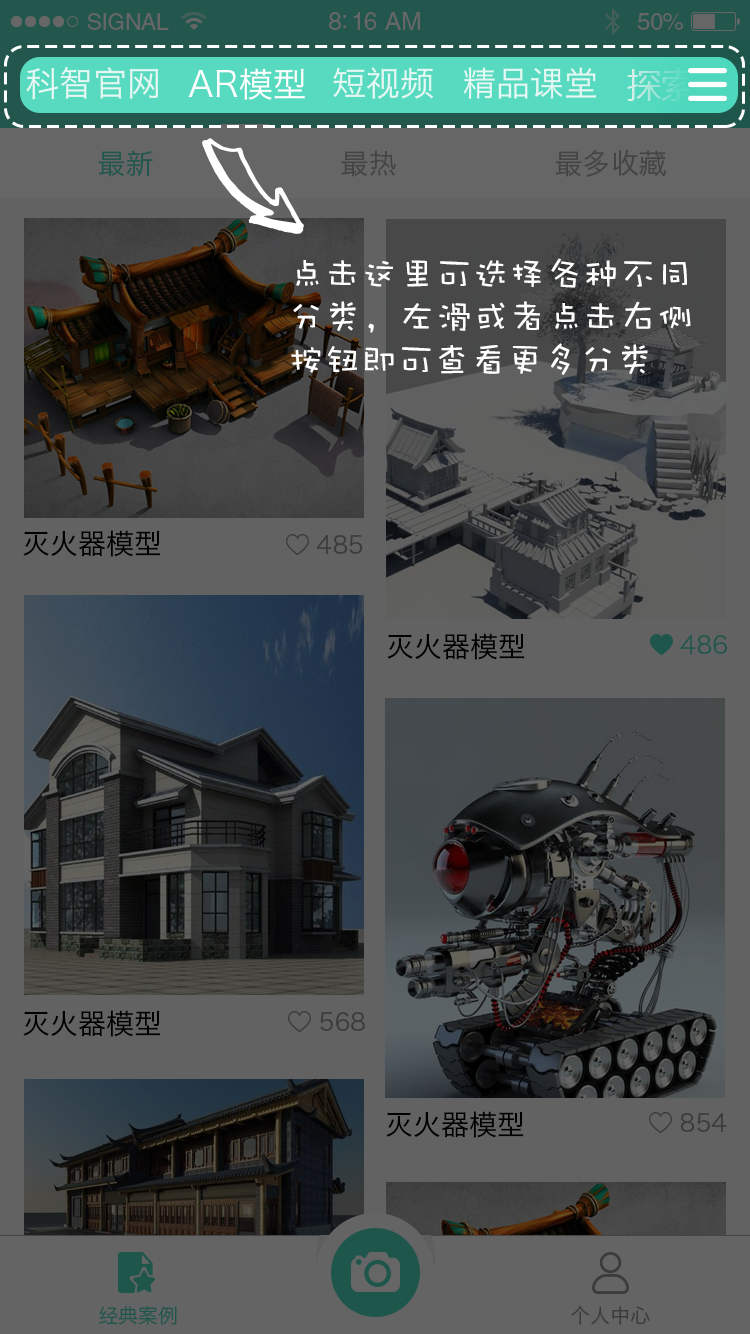 SIGNAL 8:16 AM 50%
科智官网 AR模型 短视频 精品课堂 探索
最新 最热 最多收藏
点击这里可选择各种不同
分类，左滑或者点击右侧
按钮即可查看更多分类
灭火器模型 485
灭火器模型 486
灭火器模型 568
灭火器模型 854
经典案例 个人中心